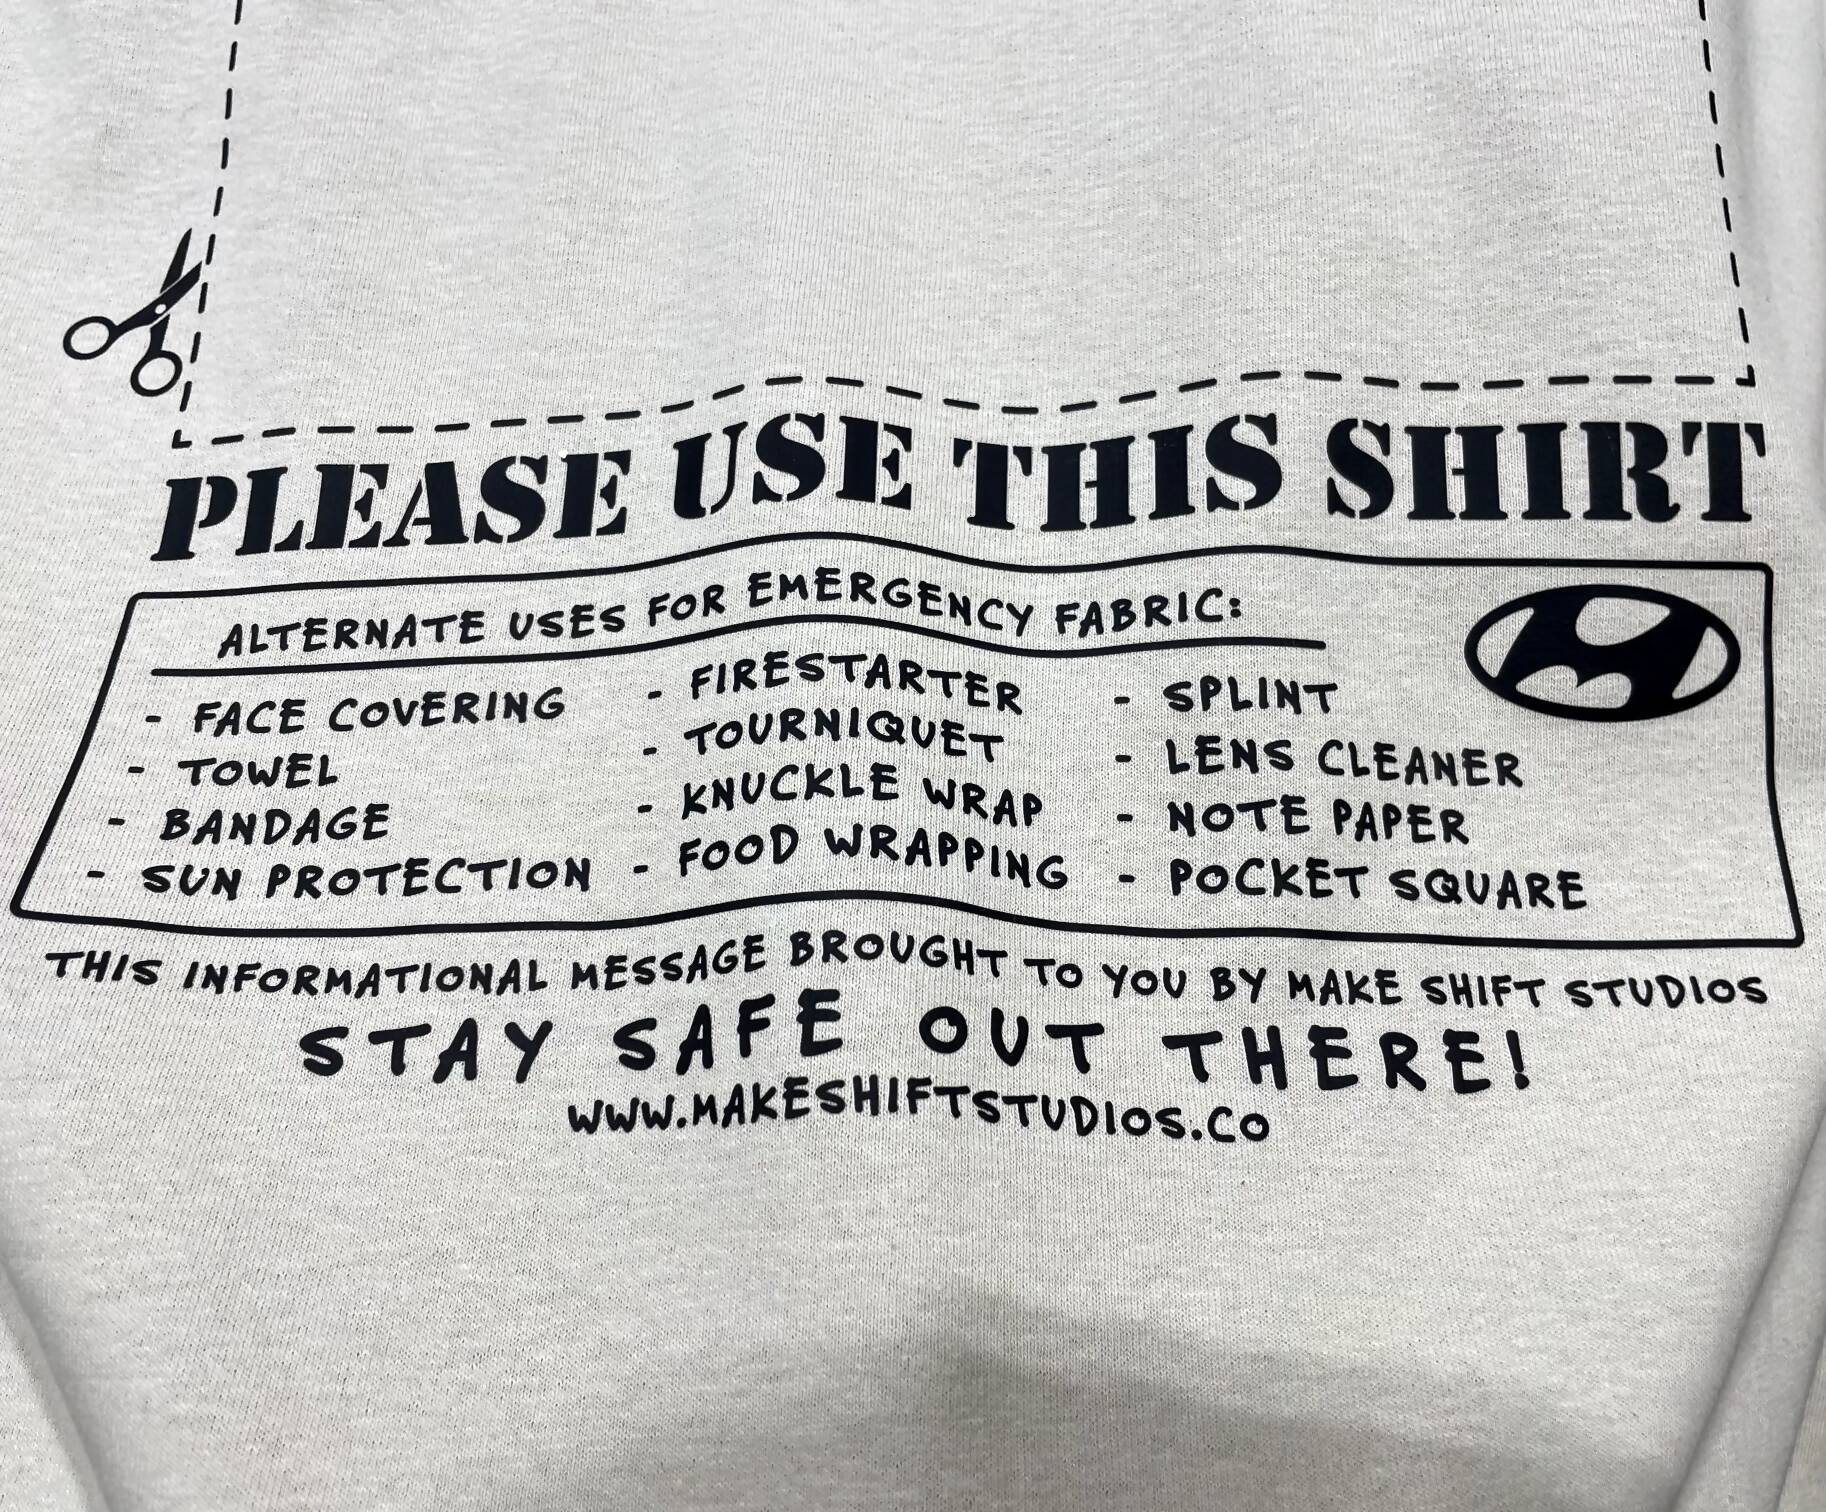 PLEASE USE THIS SHIRT
ALTERNATE USES FOR EMERGENCY FABRIC:
- FACE COVERING
- TOWEL
- BANDAGE
- SUN PROTECTION
- FIRESTARTER
- TOURNIQUET
- KNUCKLE WRAP
- FOOD WRAPPING
- SPLINT
- LENS CLEANER
- NOTE PAPER
- POCKET SQUARE
THIS INFORMATIONAL MESSAGE BROUGHT TO YOU BY MAKE SHIFT STUDIOS
STAY SAFE OUT THERE!
WWW.MAKESHIFTSTUDIOS.CO